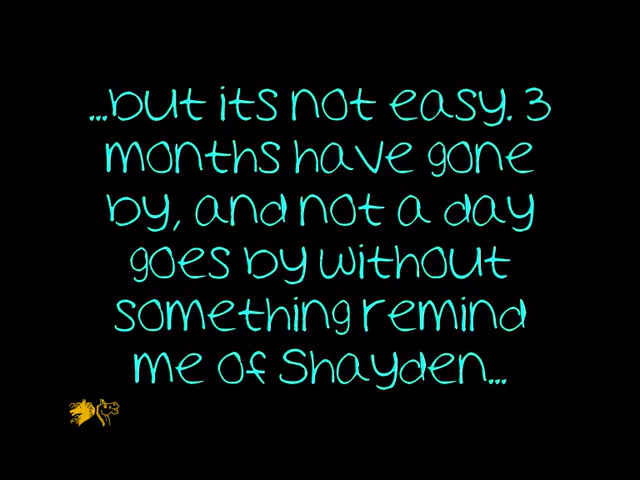 ...but its not easy. 3
months have gone
by, and not a day
goes by without
something remind
me of Shayden...